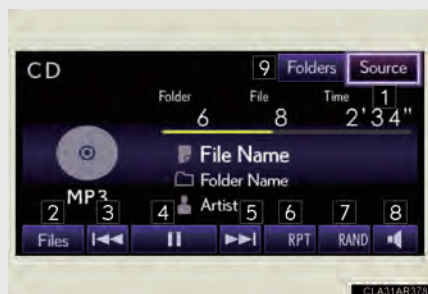 CD
9 Folders Source
Folder File Time 1
6 8 2'34"
File Name
Folder Name
MP3
Artist
2 3 4 5 6 7 8
Files RPT RAND
CLA31AR378